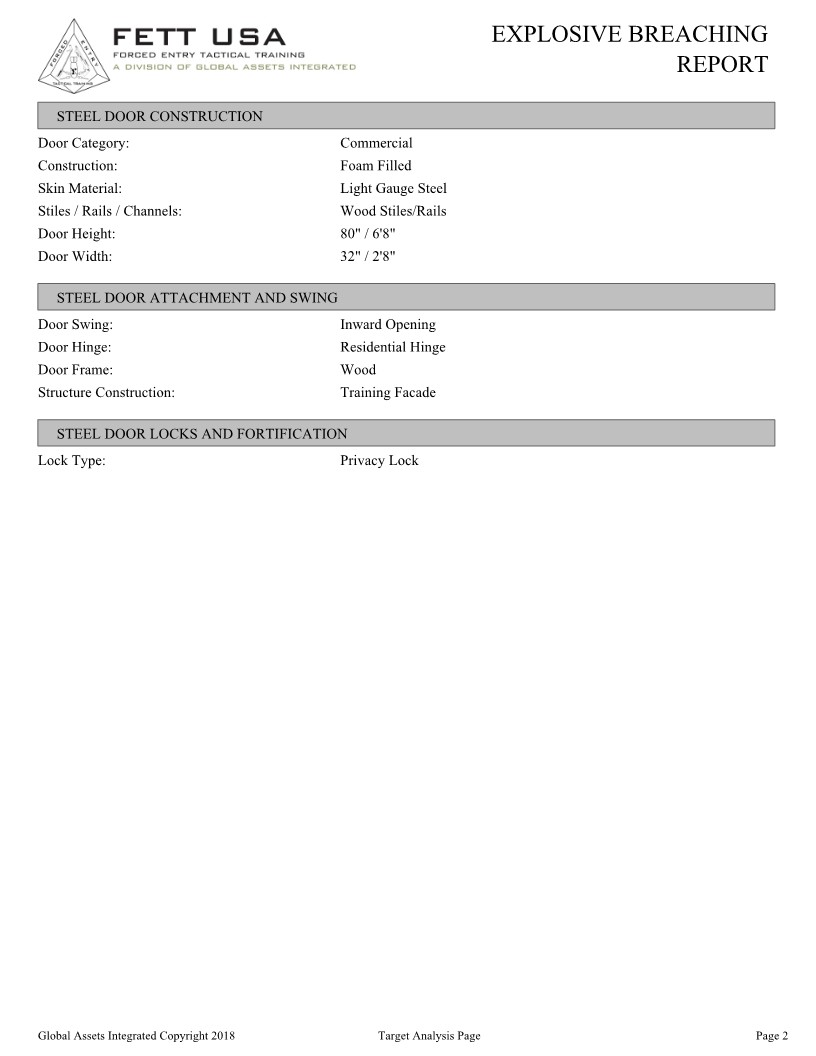 FORCED ENTRY
TACTICAL TRAINING
FETT USA
FORCED ENTRY TACTICAL TRAINING
A DIVISION OF GLOBAL ASSETS INTEGRATED
EXPLOSIVE BREACHING
REPORT
STEEL DOOR CONSTRUCTION
Door Category: Commercial
Construction: Foam Filled
Skin Material: Light Gauge Steel
Stiles / Rails / Channels: Wood Stiles/Rails
Door Height: 80" / 6'8"
Door Width: 32" / 2'8"
STEEL DOOR ATTACHMENT AND SWING
Door Swing: Inward Opening
Door Hinge: Residential Hinge
Door Frame: Wood
Structure Construction: Training Facade
STEEL DOOR LOCKS AND FORTIFICATION
Lock Type: Privacy Lock
Global Assets Integrated Copyright 2018 Target Analysis Page Page 2